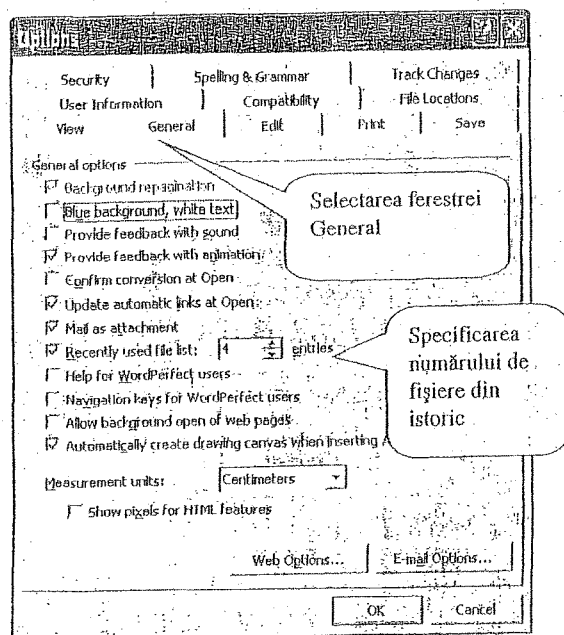 Options
Security Spelling & Grammar Track Changes
User Information Compatibility File Locations
View General Edit Print Save
General options
Background repagination
Blue background, white text
Provide feedback with sound
Provide feedback with animation
Confirm conversion at Open
Update automatic links at Open
Mail as attachment
Recently used file list: 4 entries
Help for WordPerfect users
Navigation keys for WordPerfect users
Allow background open of web pages
Automatically create drawing canvas when inserting A
Measurement units: Centimeters
Show pixels for HTML features
Web Options... E-mail Options...
OK Cancel
Selectarea ferestrei
General
Specificarea
numărului de
fişiere din
istoric